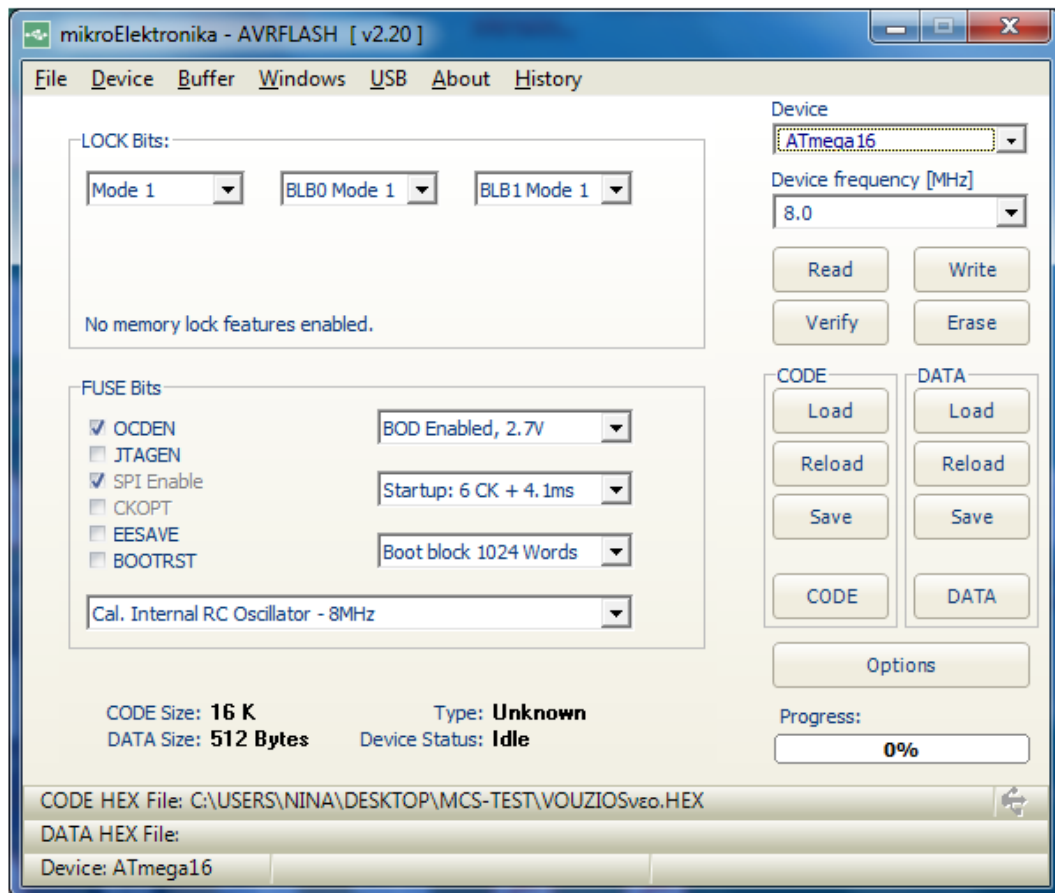 mikroElektronika - AVRFLASH [ v2.20 ]
File Device Buffer Windows USB About History
LOCK Bits:
Mode 1 BLB0 Mode 1 BLB1 Mode 1
No memory lock features enabled.
FUSE Bits
OCDEN
JTAGEN
SPI Enable
CKOPT
EESAVE
BOOTRST
BOD Enabled, 2.7V
Startup: 6 CK + 4.1ms
Boot block 1024 Words
Cal. Internal RC Oscillator - 8MHz
CODE Size: 16 K
DATA Size: 512 Bytes
Type: Unknown
Device Status: Idle
Device
ATmega16
Device frequency [MHz]
8.0
Read Write
Verify Erase
CODE
Load
Reload
Save
CODE
DATA
Load
Reload
Save
DATA
Options
Progress:
0%
CODE HEX File: C:\USERS\NINA\DESKTOP\MCS-TEST\VOUZIOSνεο.HEX
DATA HEX File:
Device: ATmega16